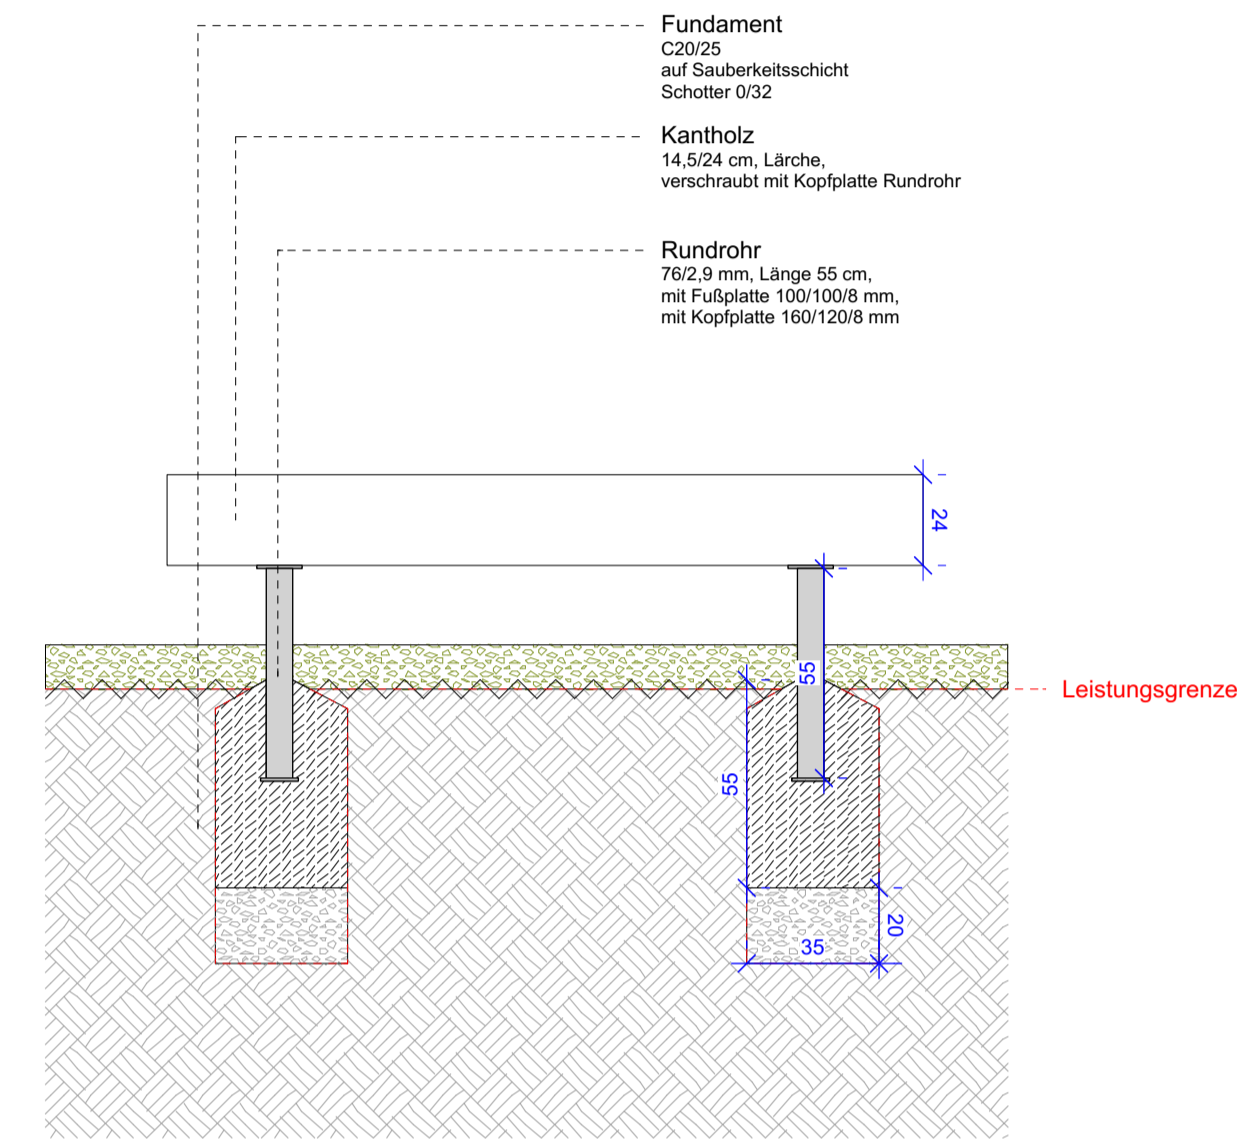 Fundament
C20/25
auf Sauberkeitsschicht
Schotter 0/32
Kantholz
14,5/24 cm, Lärche,
verschraubt mit Kopfplatte Rundrohr
Rundrohr
76/2,9 mm, Länge 55 cm,
mit Fußplatte 100/100/8 mm,
mit Kopfplatte 160/120/8 mm
24
55
Leistungsgrenze
55
20
35